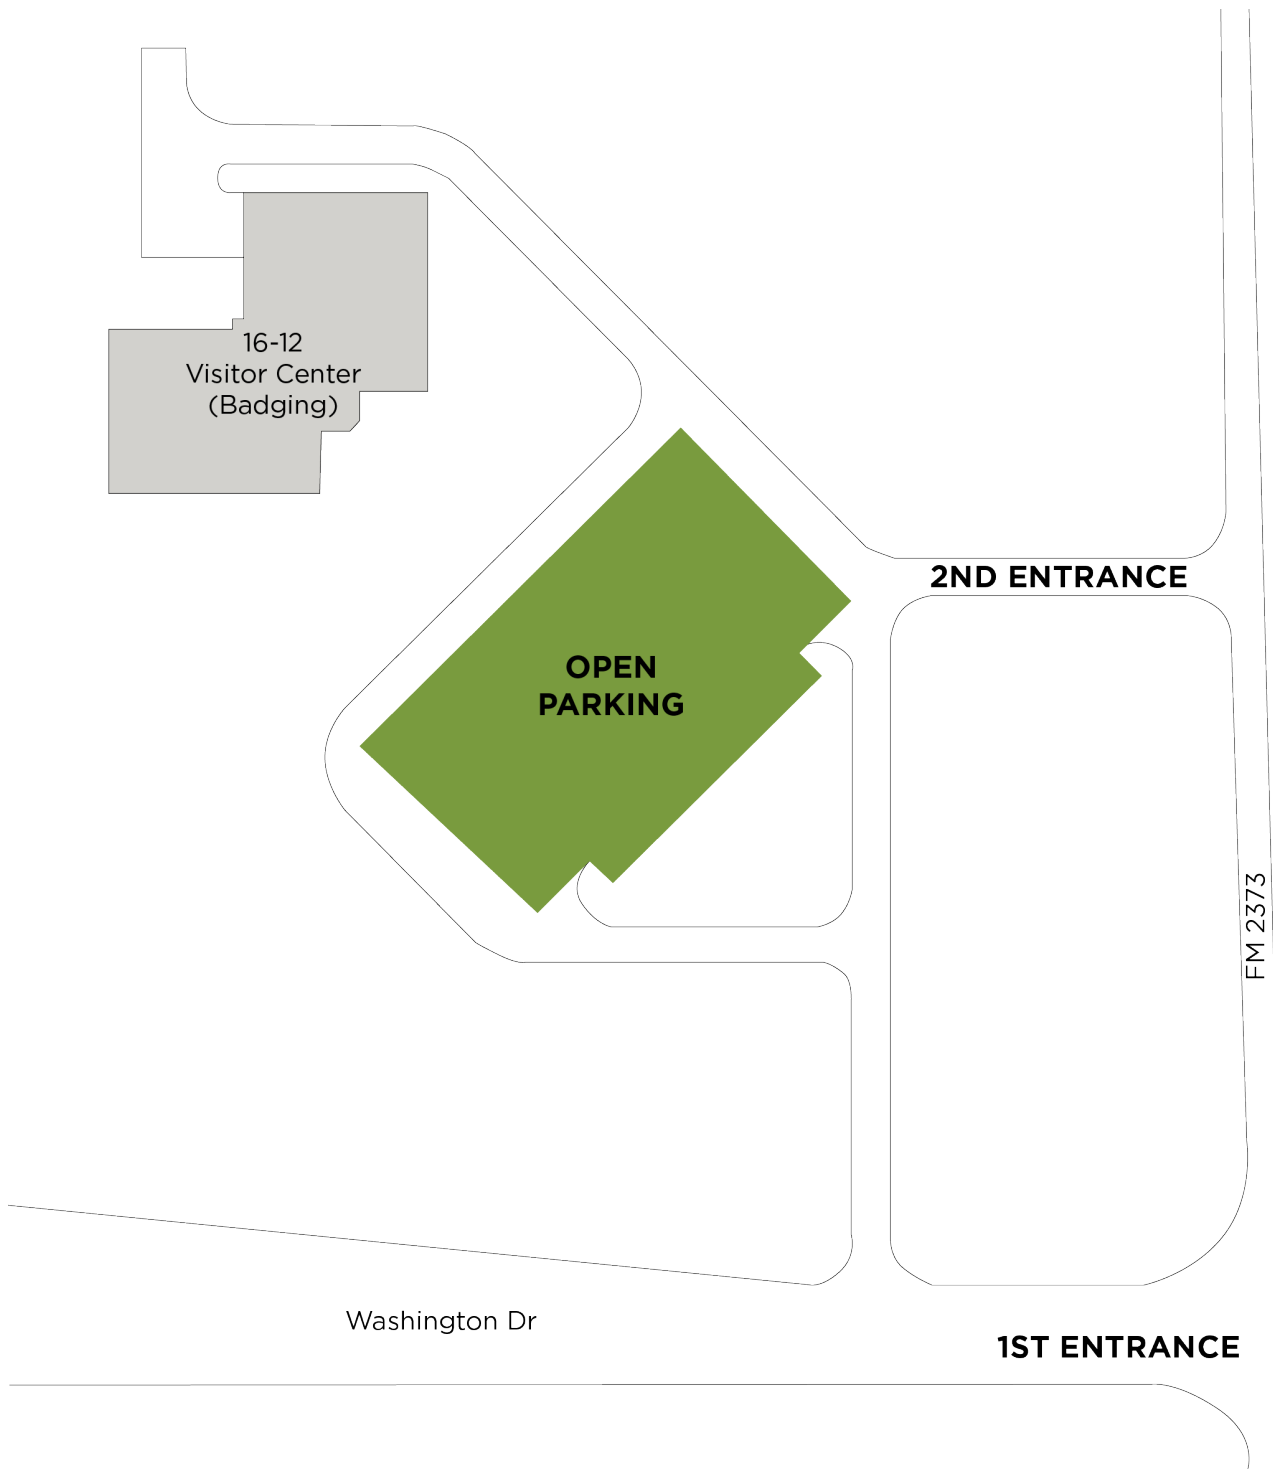 16-12
Visitor Center
(Badging)
2ND ENTRANCE
OPEN
PARKING
FM 2373
Washington Dr
1ST ENTRANCE